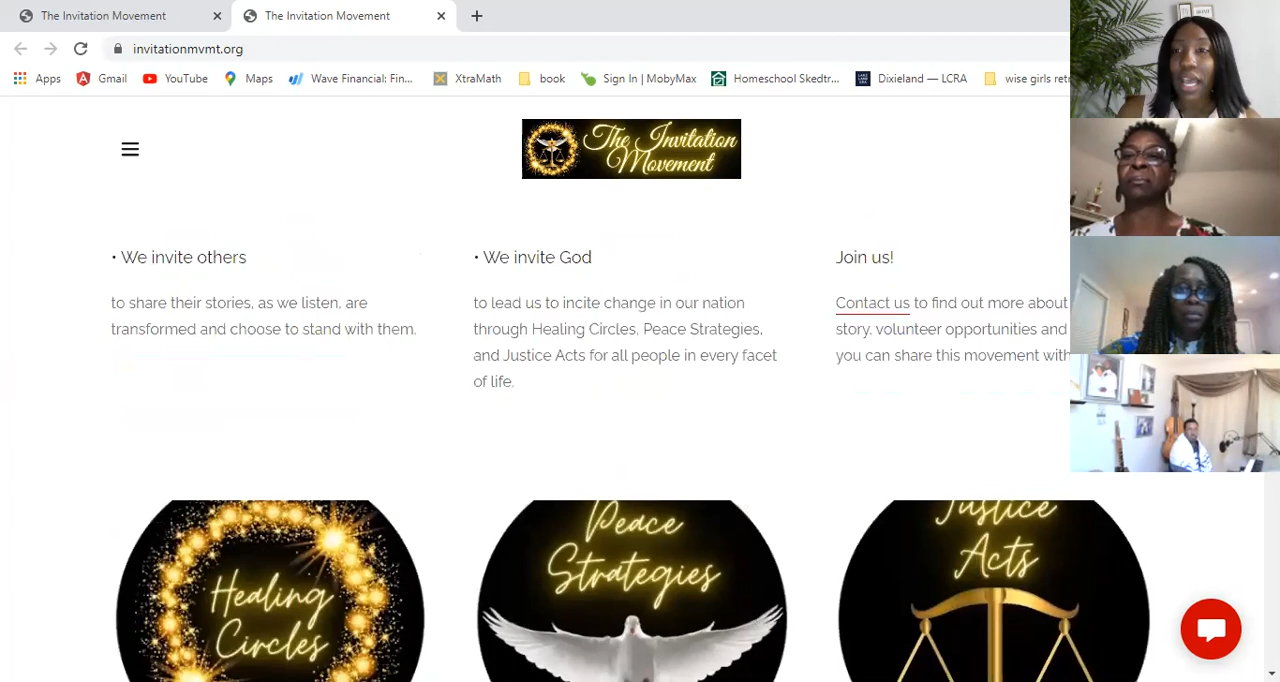 The Invitation Movement
The Invitation Movement
invitationmvmt.org
Apps Gmail YouTube Maps Wave Financial: Fin... XtraMath book Sign In | MobyMax Homeschool Skedtr... Dixieland — LCRA wise girls retr
The Invitation
Movement
• We invite others
to share their stories, as we listen, are
transformed and choose to stand with them.
• We invite God
to lead us to incite change in our nation
through Healing Circles, Peace Strategies,
and Justice Acts for all people in every facet
of life.
Join us!
Contact us to find out more about
story, volunteer opportunities and
you can share this movement with
Healing
Circles
Peace
Strategies
Justice
Acts